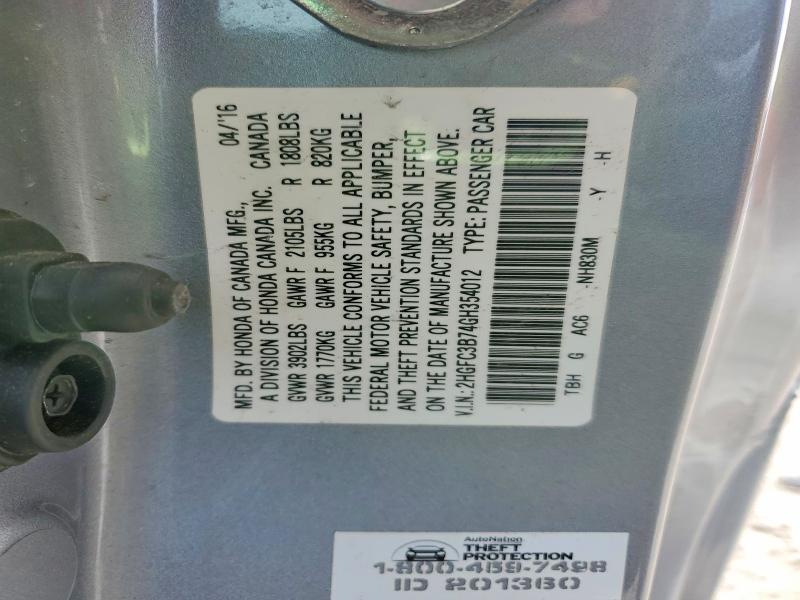 MFD. BY HONDA OF CANADA MFG., 04/'16
A DIVISION OF HONDA CANADA INC. CANADA
GVWR 3902LBS GAWR F 2105LBS R 1808LBS
GVWR 1770KG GAWR F 955KG R 820KG
THIS VEHICLE CONFORMS TO ALL APPLICABLE
FEDERAL MOTOR VEHICLE SAFETY, BUMPER,
AND THEFT PREVENTION STANDARDS IN EFFECT
ON THE DATE OF MANUFACTURE SHOWN ABOVE.
V.I.N.: 2HGFC3B74GH354012 TYPE: PASSENGER CAR
TBH G AC6 -NH830M -Y -H
AutoNation
THEFT
PROTECTION
1-800-469-7498
ID 201360